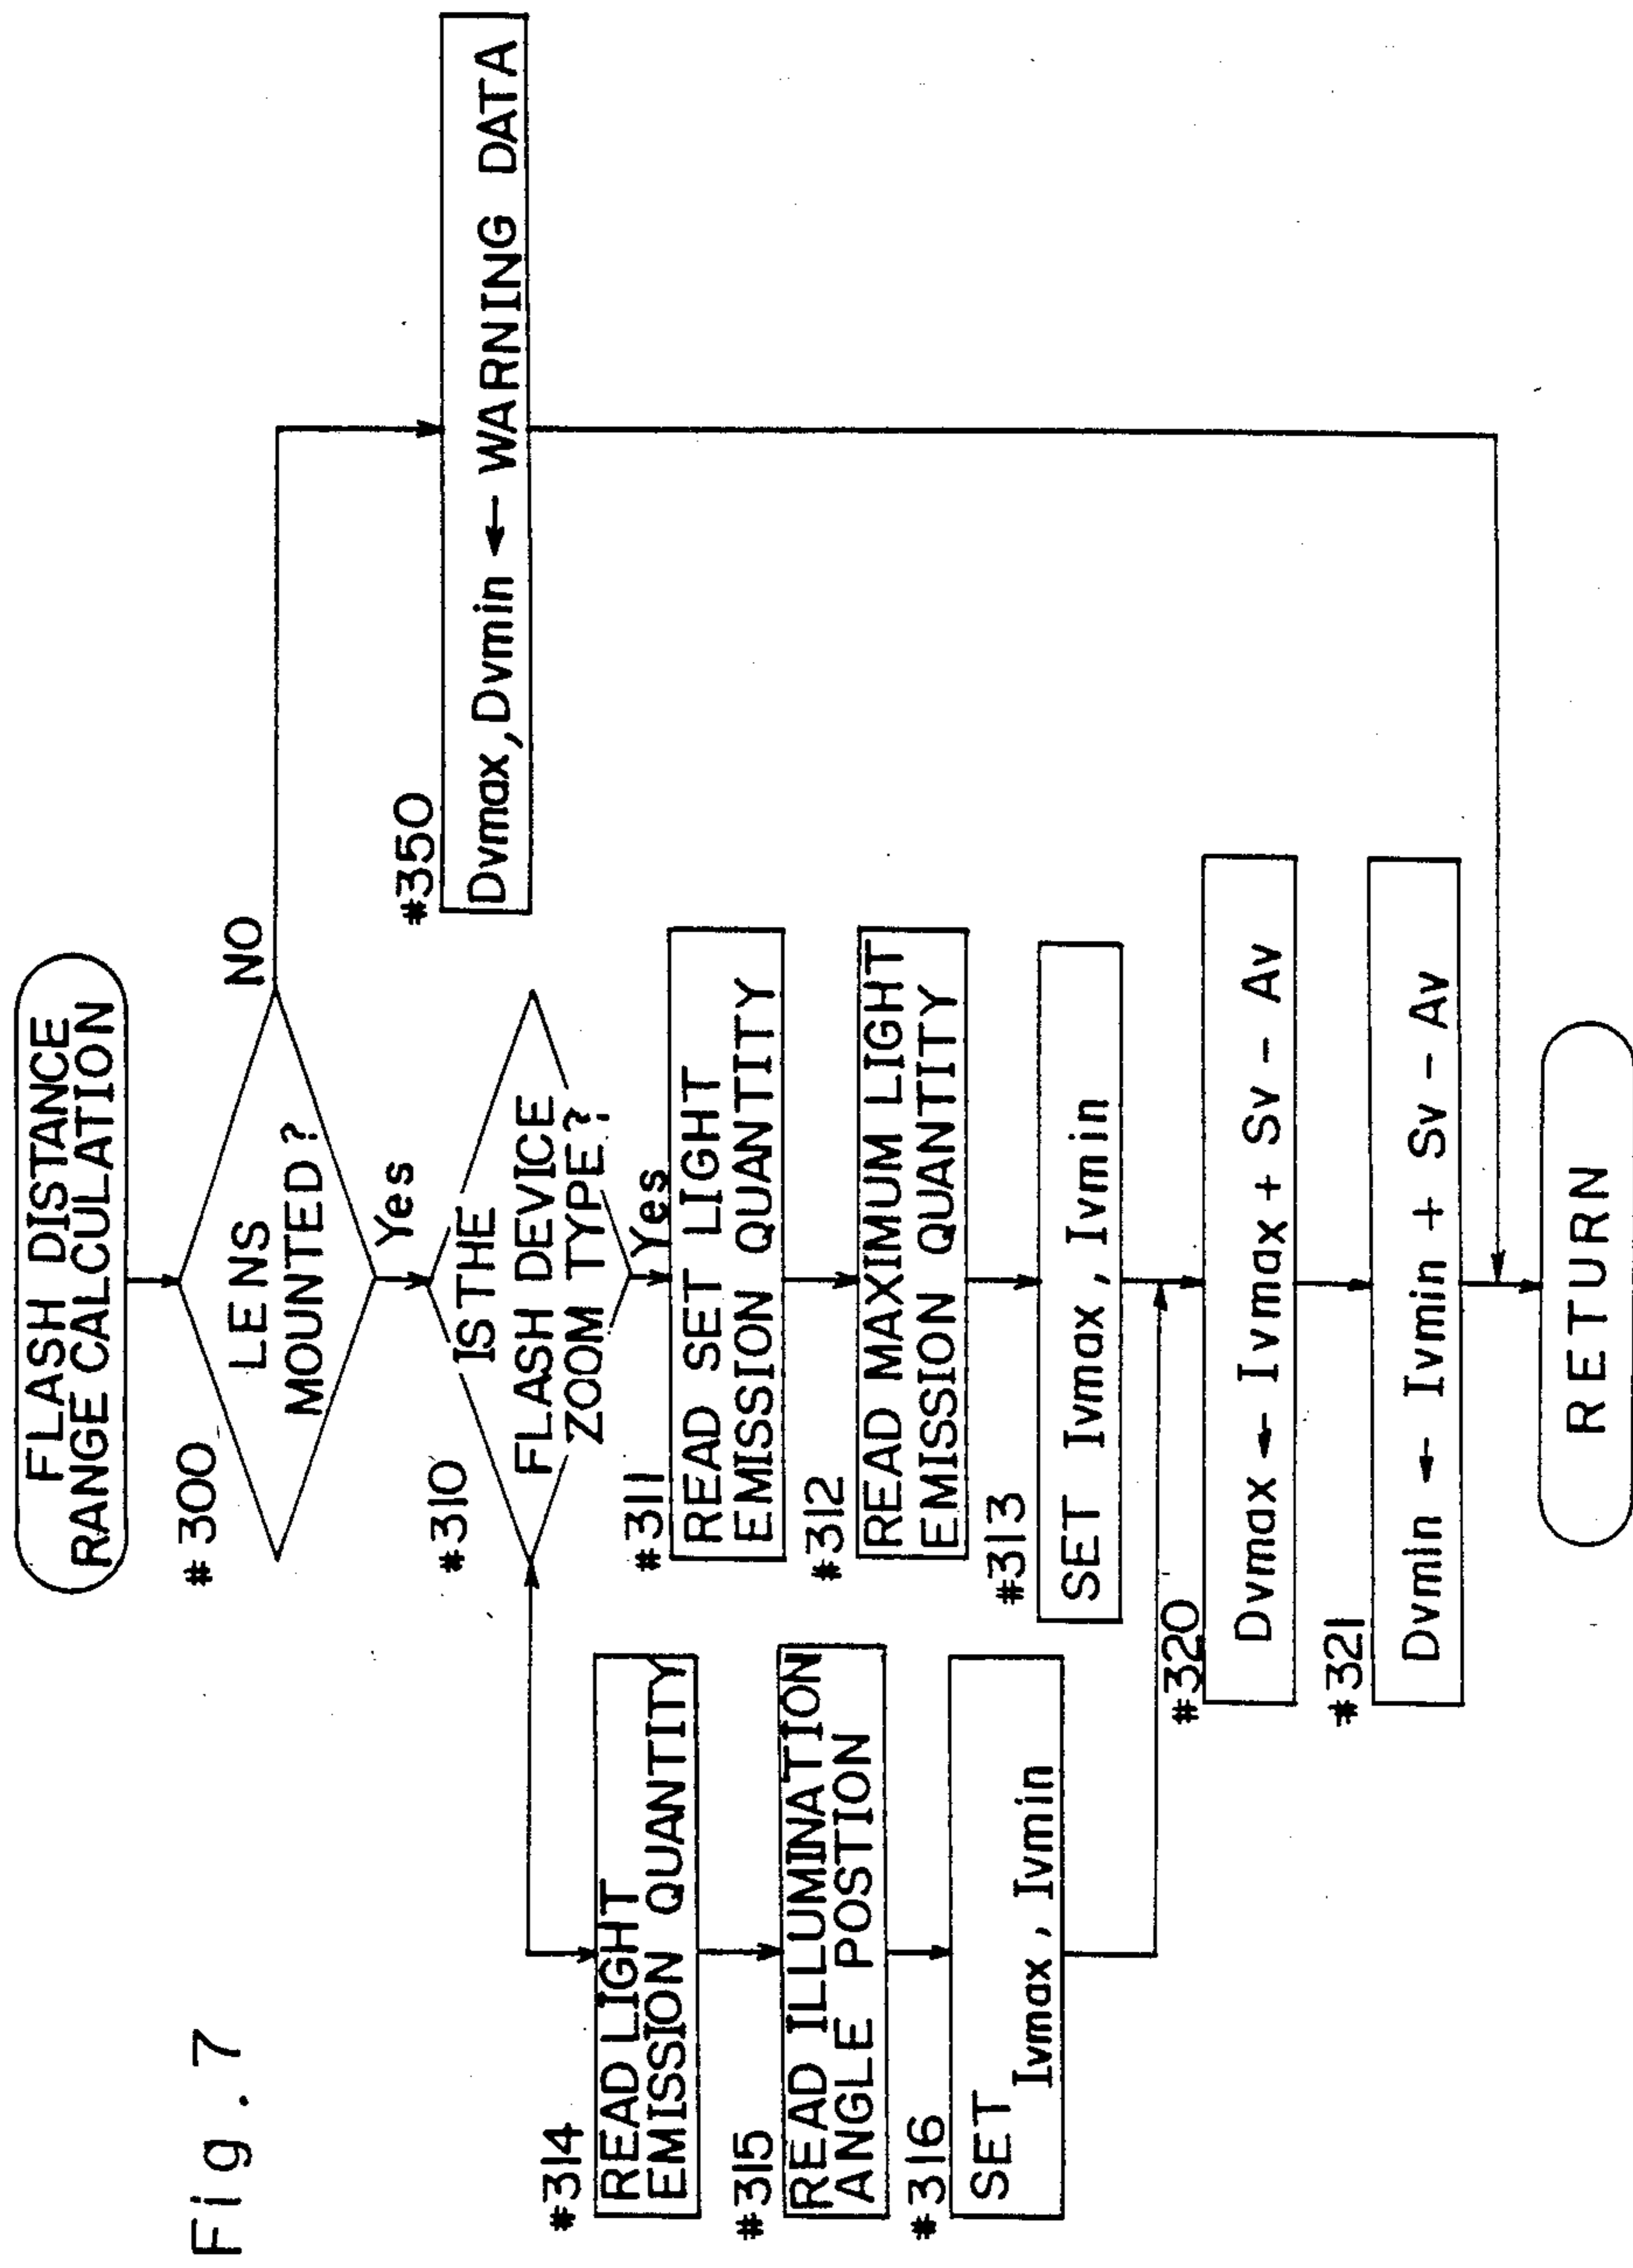 Fig. 7
FLASH DISTANCE
RANGE CALCULATION
#300
LENS
MOUNTED?
NO
Yes
#310
IS THE
FLASH DEVICE
ZOOM TYPE?
Yes
#350
Dvmax, Dvmin ← WARNING DATA
#311
READ SET LIGHT
EMISSION QUANTITY
#312
READ MAXIMUM LIGHT
EMISSION QUANTITY
#313
SET Ivmax, Ivmin
#314
READ LIGHT
EMISSION QUANTITY
#315
READ ILLUMINATION
ANGLE POSTION
#316
SET
Ivmax, Ivmin
#320
Dvmax ← Ivmax + Sv - Av
#321
Dvmin ← Ivmin + Sv - Av
RETURN